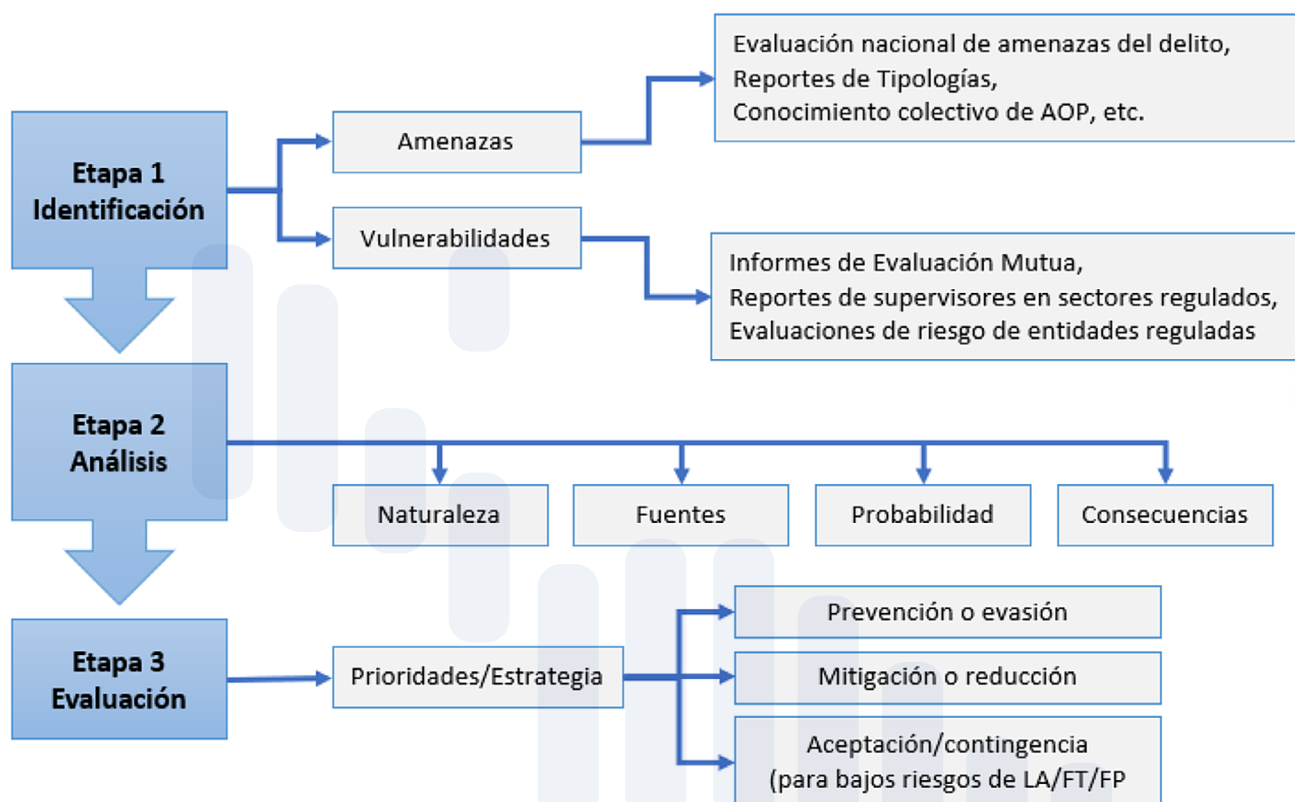 Evaluación nacional de amenazas del delito,
Reportes de Tipologías,
Conocimiento colectivo de AOP, etc.
Etapa 1
Identificación
Amenazas
Vulnerabilidades
Informes de Evaluación Mutua,
Reportes de supervisores en sectores regulados,
Evaluaciones de riesgo de entidades reguladas
Etapa 2
Análisis
Naturaleza
Fuentes
Probabilidad
Consecuencias
Etapa 3
Evaluación
Prioridades/Estrategia
Prevención o evasión
Mitigación o reducción
Aceptación/contingencia
(para bajos riesgos de LA/FT/FP